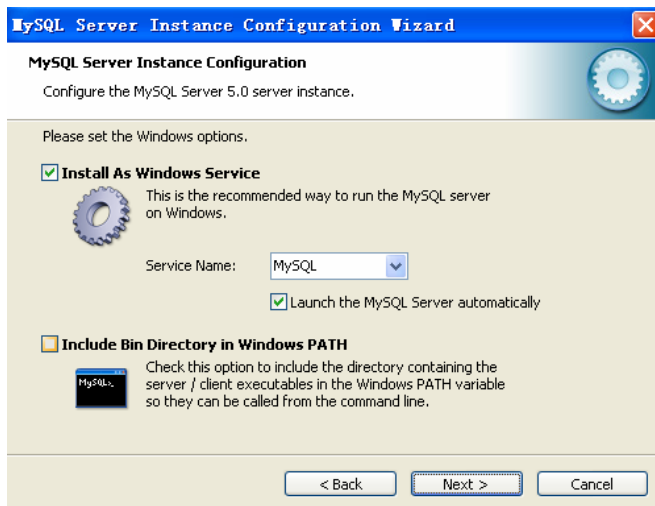 MySQL Server Instance Configuration Wizard
MySQL Server Instance Configuration
Configure the MySQL Server 5.0 server instance.
Please set the Windows options.
Install As Windows Service
This is the recommended way to run the MySQL server
on Windows.
Service Name: MySQL
Launch the MySQL Server automatically
Include Bin Directory in Windows PATH
Check this option to include the directory containing the
server / client executables in the Windows PATH variable
so they can be called from the command line.
MySQL>_
< Back Next > Cancel